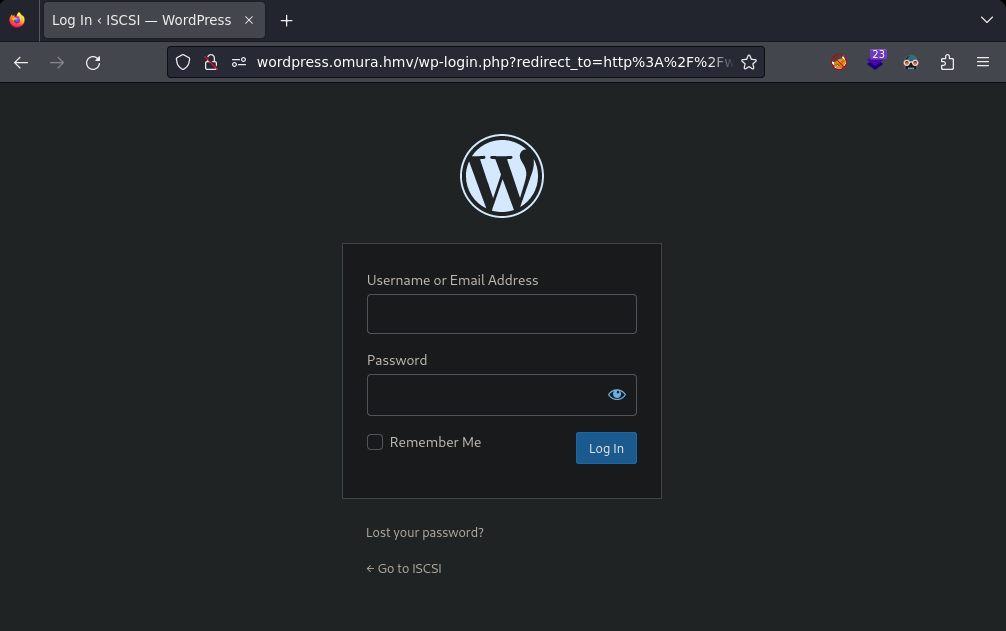 Log In ‹ ISCSI — WordPress
wordpress.omura.hmv/wp-login.php?redirect_to=http%3A%2F%2Fw
23
Username or Email Address
Password
Remember Me
Log In
Lost your password?
← Go to ISCSI